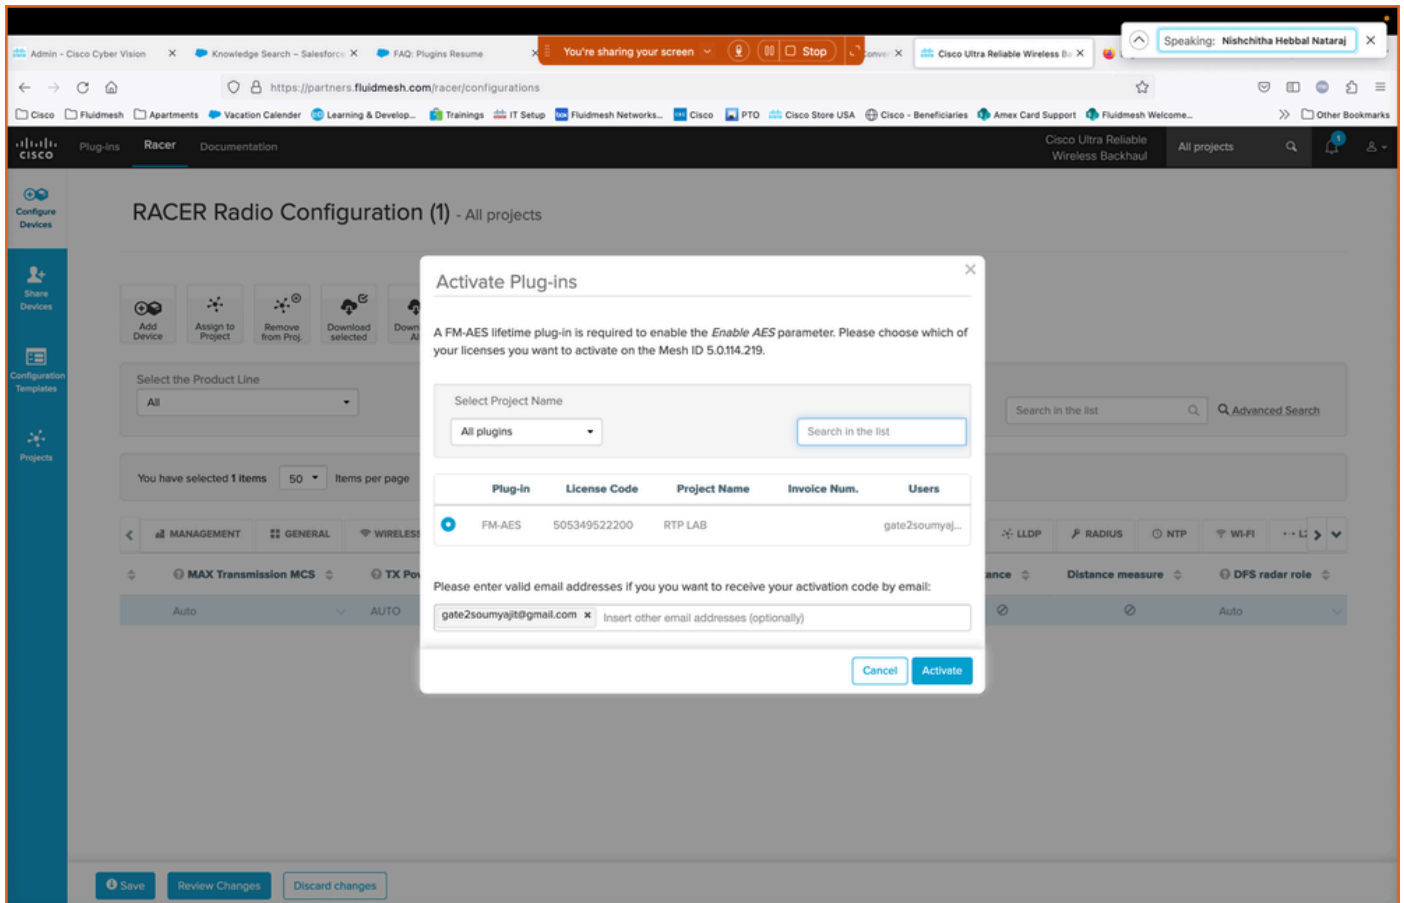 Speaking: Nishchitha Hebbal Nataraj
Admin - Cisco Cyber Vision
Knowledge Search – Salesforce
FAQ: Plugins Resume
You're sharing your screen
Stop
Conver
Cisco Ultra Reliable Wireless Ba
https://partners.fluidmesh.com/racer/configurations
Cisco
Fluidmesh
Apartments
Vacation Calender
Learning & Develop...
Trainings
IT Setup
Fluidmesh Networks...
Cisco
PTO
Cisco Store USA
Cisco - Beneficiaries
Amex Card Support
Fluidmesh Welcome...
Other Bookmarks
CISCO
Plug-ins
Racer
Documentation
Cisco Ultra Reliable
Wireless Backhaul
All projects
1
Configure
Devices
Share
Devices
Configuration
Templates
Projects
RACER Radio Configuration (1) - All projects
Add
Device
Assign to
Project
Remove
from Proj.
Download
selected
Down
Al
Select the Product Line
All
Search in the list
Advanced Search
You have selected 1 Items
50
Items per page
MANAGEMENT
GENERAL
WIRELESS
LLDP
RADIUS
NTP
WI-FI
MAX Transmission MCS
TX Po
ance
Distance measure
DFS radar role
Auto
AUTO
Auto
Activate Plug-ins
A FM-AES lifetime plug-in is required to enable the Enable AES parameter. Please choose which of
your licenses you want to activate on the Mesh ID 5.0.114.219.
Select Project Name
All plugins
Search in the list
Plug-in License Code Project Name Invoice Num. Users
FM-AES 505349522200 RTP LAB gate2soumyaj...
Please enter valid email addresses if you you want to receive your activation code by email:
gate2soumyajit@gmail.com × Insert other email addresses (optionally)
Cancel
Activate
Save
Review Changes
Discard changes